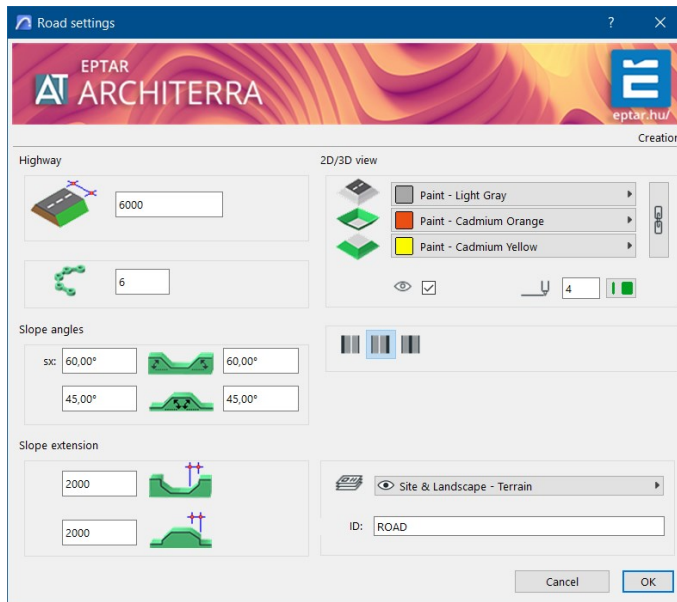 Road settings
?
EPTAR
AT ARCHITERRA
eptar.hu/
Creation
Highway
6000
6
Slope angles
sx: 60,00° 60,00°
45,00° 45,00°
Slope extension
2000
2000
2D/3D view
Paint - Light Gray
Paint - Cadmium Orange
Paint - Cadmium Yellow
4
Site & Landscape - Terrain
ID: ROAD
Cancel OK